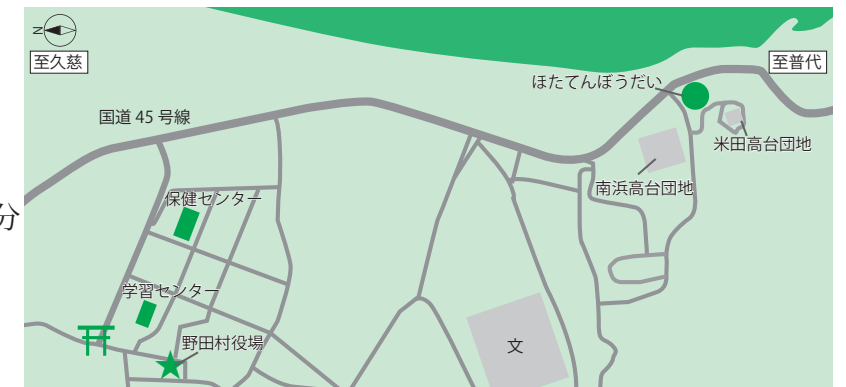 N
至久慈
至普代
ほたてんぼうだい
国道 45 号線
米田高台団地
南浜高台団地
保健センター
分
学習センター
野田村役場
文